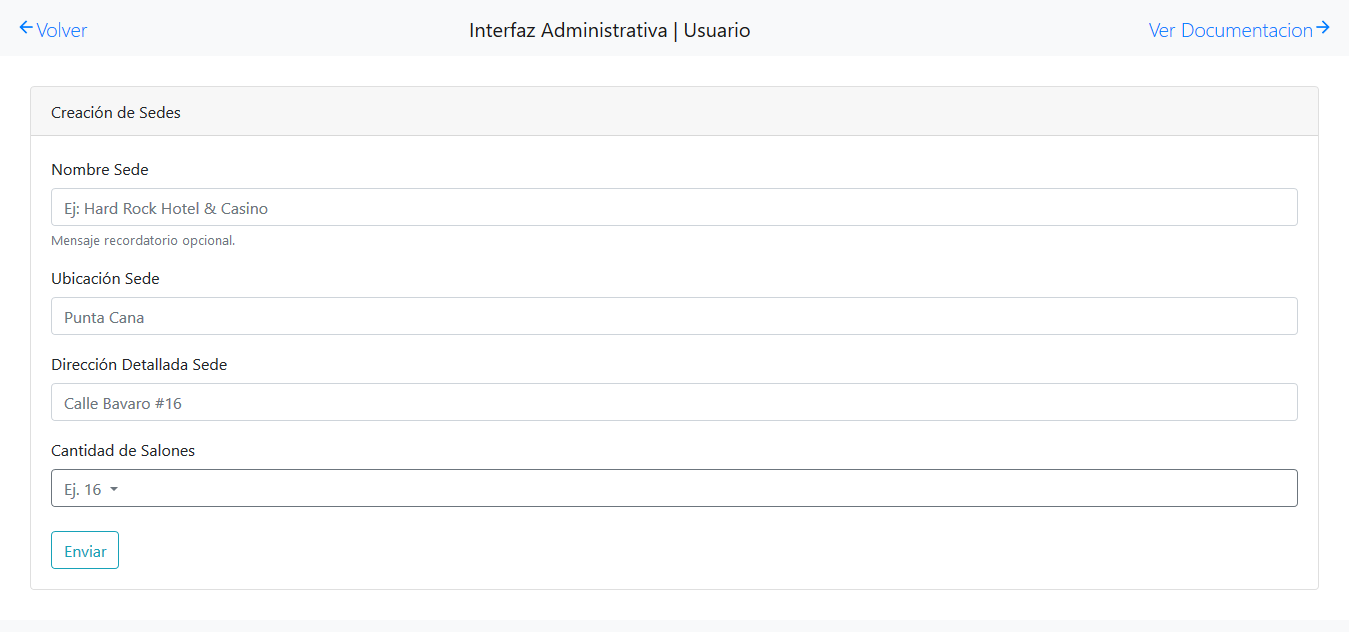 Volver
Interfaz Administrativa | Usuario
Ver Documentacion
Creación de Sedes
Nombre Sede
Ej: Hard Rock Hotel & Casino
Mensaje recordatorio opcional.
Ubicación Sede
Punta Cana
Dirección Detallada Sede
Calle Bavaro #16
Cantidad de Salones
Ej. 16
Enviar